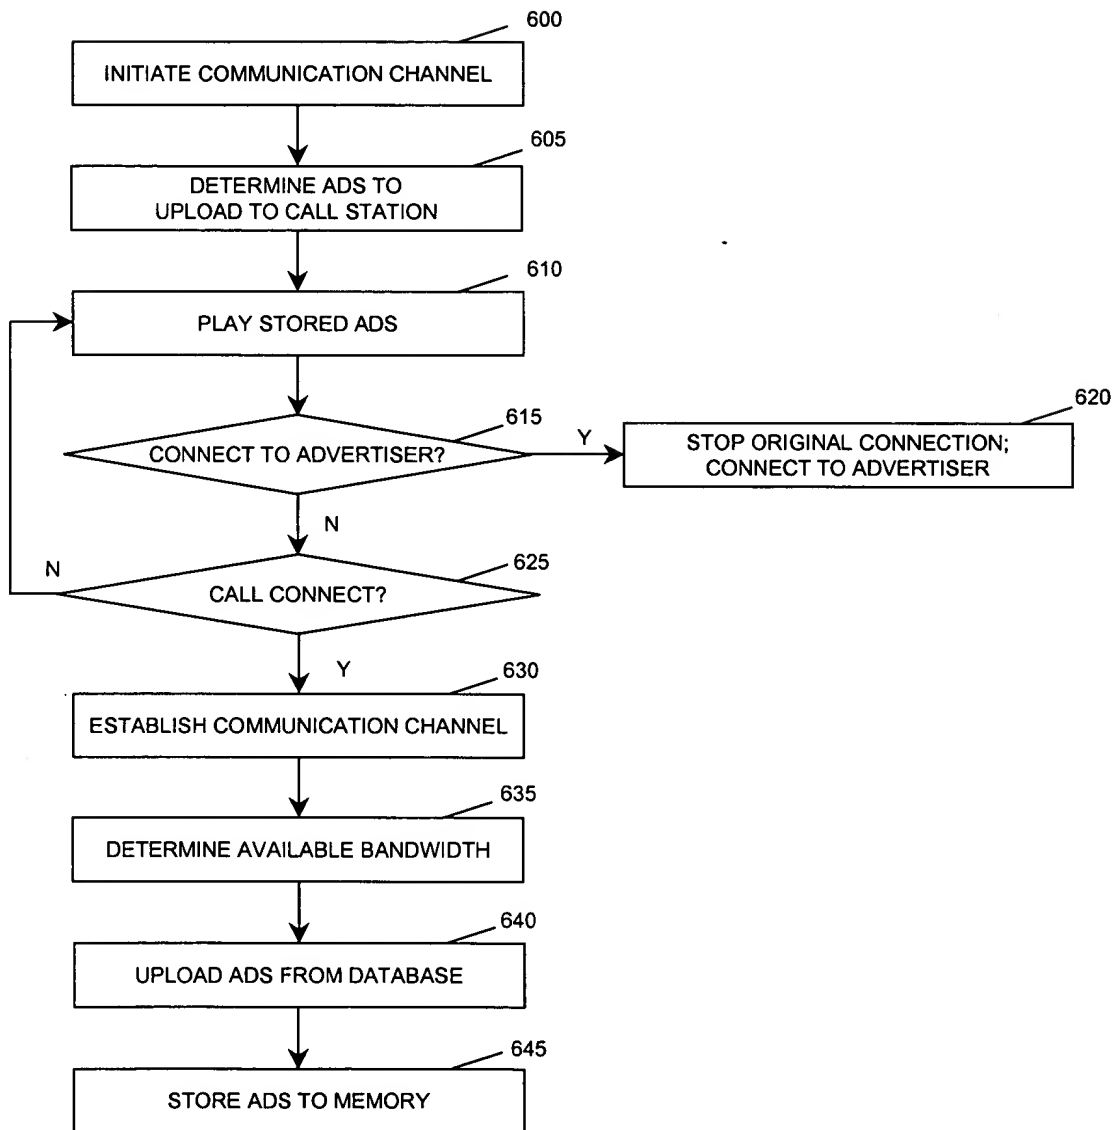 600
INITIATE COMMUNICATION CHANNEL
605
DETERMINE ADS TO
UPLOAD TO CALL STATION
610
PLAY STORED ADS
615
CONNECT TO ADVERTISER?
Y
620
STOP ORIGINAL CONNECTION;
CONNECT TO ADVERTISER
N
N
625
CALL CONNECT?
Y
630
ESTABLISH COMMUNICATION CHANNEL
635
DETERMINE AVAILABLE BANDWIDTH
640
UPLOAD ADS FROM DATABASE
645
STORE ADS TO MEMORY